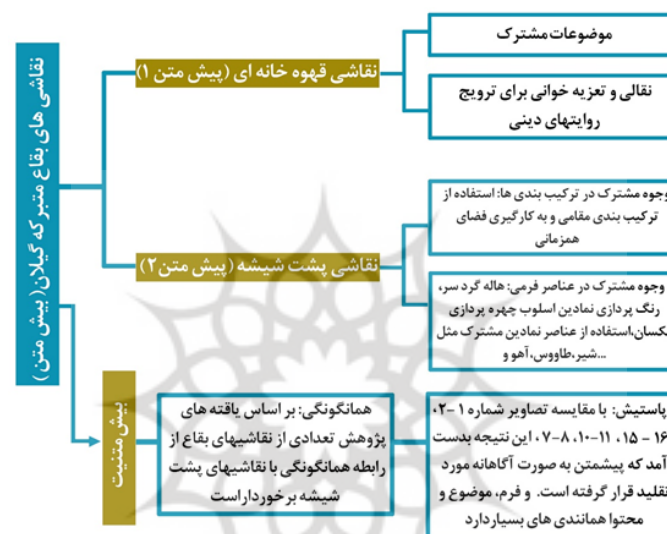 نقاشی های بقاع متبرکه گیلان( بیش متن )
نقاشی قهوه خانه ای (پیش متن ۱)
موضوعات مشترک
نقالی و تعزیه خوانی برای ترویج
روایتهای دینی
نقاشی پشت شیشه (پیش متن۲)
وجوه مشترک در ترکیب بندی ها: استفاده از
ترکیب بندی مقامی و به کارگیری فضای
همزمانی
وجوه مشترک در عناصر فرمی: هاله گرد سر،
رنگ پردازی نمادین اسلوب چهره پردازی
یکسان،استفاده از عناصر نمادین مشترک مثل
شیر،طاووس، آهو و...
بیش متنیت
همانگونگی: بر اساس یافته های
پژوهش تعدادی از نقاشیهای بقاع از
رابطه همانگونگی با نقاشیهای پشت
شیشه برخورداراست
پاستیش: با مقایسه تصاویر شماره ۱-۰۲
۷-۸، ۱۰-۱۱، ۱۵ - ۱۶، این نتیجه بدست
آمد که پیشمتن به صورت آگاهانه مورد
تقلید قرار گرفته است. و فرم، موضوع و
محتوا همانندی های بسیاردارد